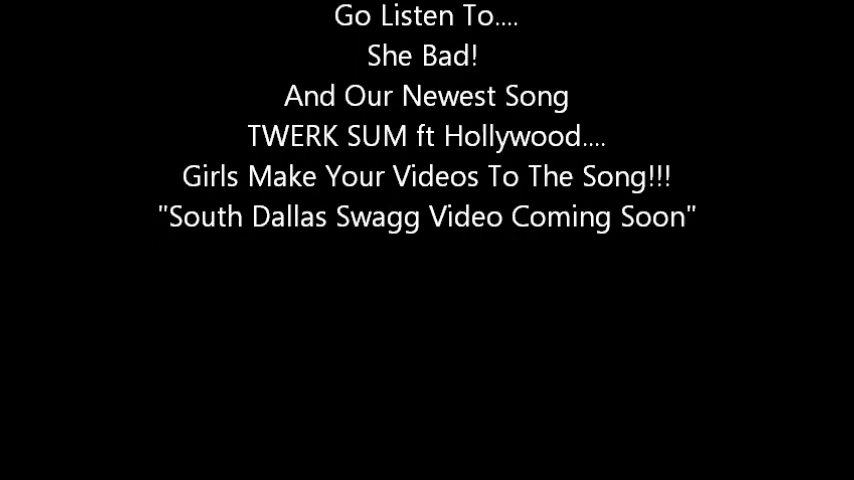 Go Listen To....
She Bad!
And Our Newest Song
TWERK SUM ft Hollywood....
Girls Make Your Videos To The Song!!!
"South Dallas Swagg Video Coming Soon"